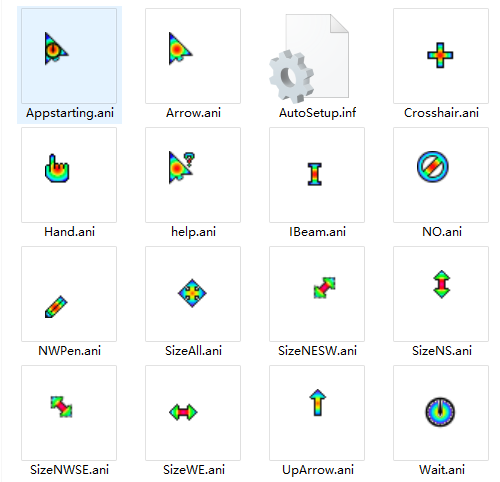 Appstarting.ani
Arrow.ani
AutoSetup.inf
Crosshair.ani
Hand.ani
help.ani
IBeam.ani
NO.ani
NWPen.ani
SizeAll.ani
SizeNESW.ani
SizeNS.ani
SizeNWSE.ani
SizeWE.ani
UpArrow.ani
Wait.ani